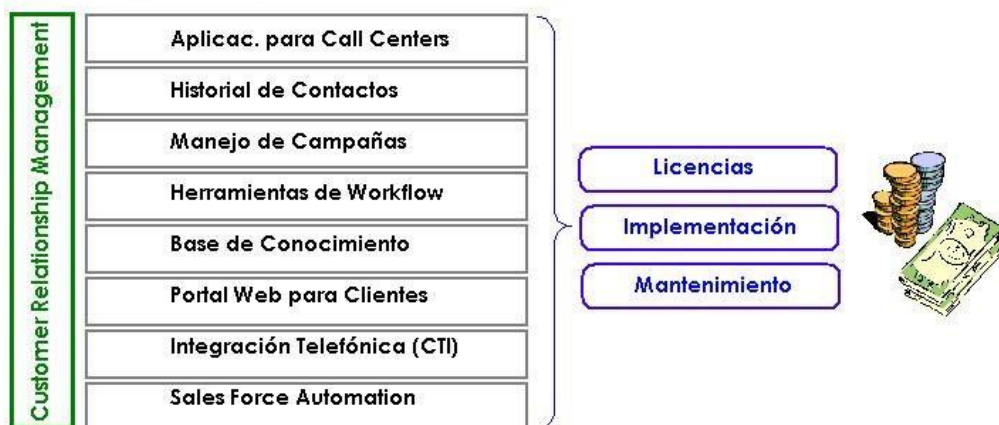 Customer Relationship Management
Aplicac. para Call Centers
Historial de Contactos
Manejo de Campañas
Herramientas de Workflow
Base de Conocimiento
Portal Web para Clientes
Integración Telefónica (CTI)
Sales Force Automation
Licencias
Implementación
Mantenimiento